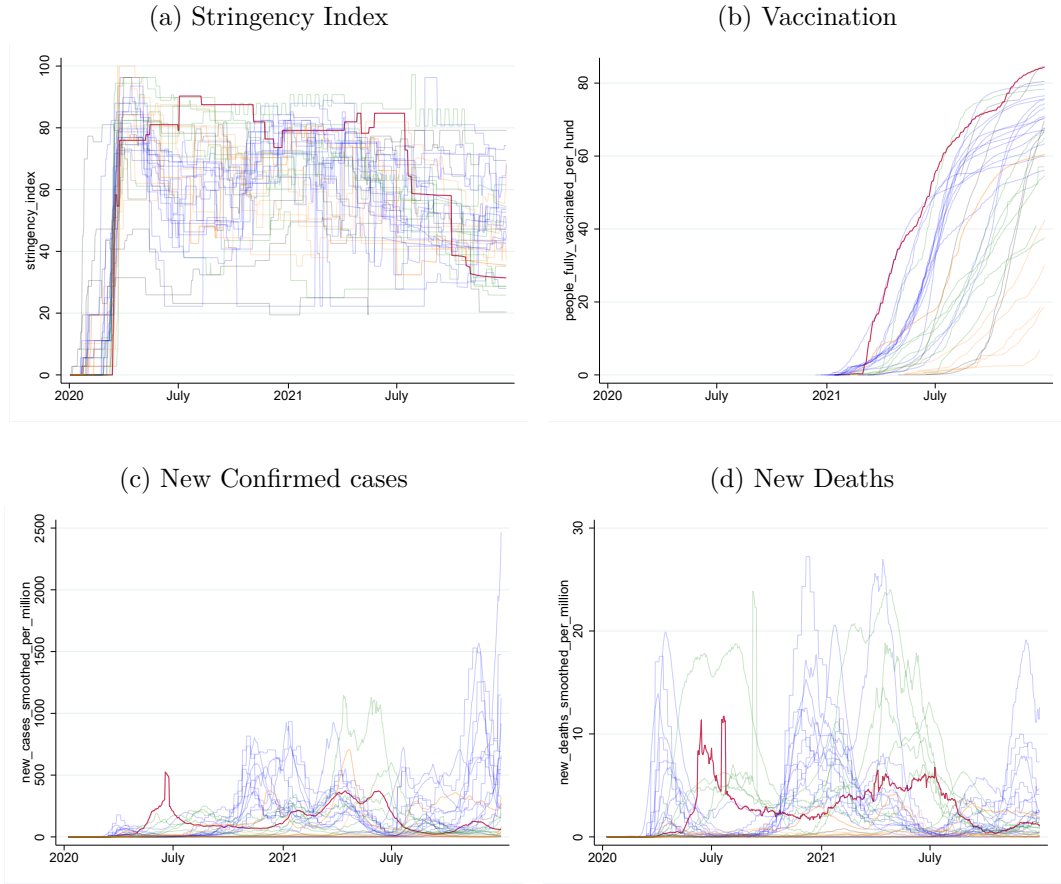 (a) Stringency Index
stringency_index
100
80
60
40
20
0
2020
July
2021
July
(b) Vaccination
people_fully_vaccinated_per_hund
80
60
40
20
0
2020
July
2021
July
(c) New Confirmed cases
new_cases_smoothed_per_million
2500
2000
1500
1000
500
0
2020
July
2021
July
(d) New Deaths
new_deaths_smoothed_per_million
30
20
10
0
2020
July
2021
July